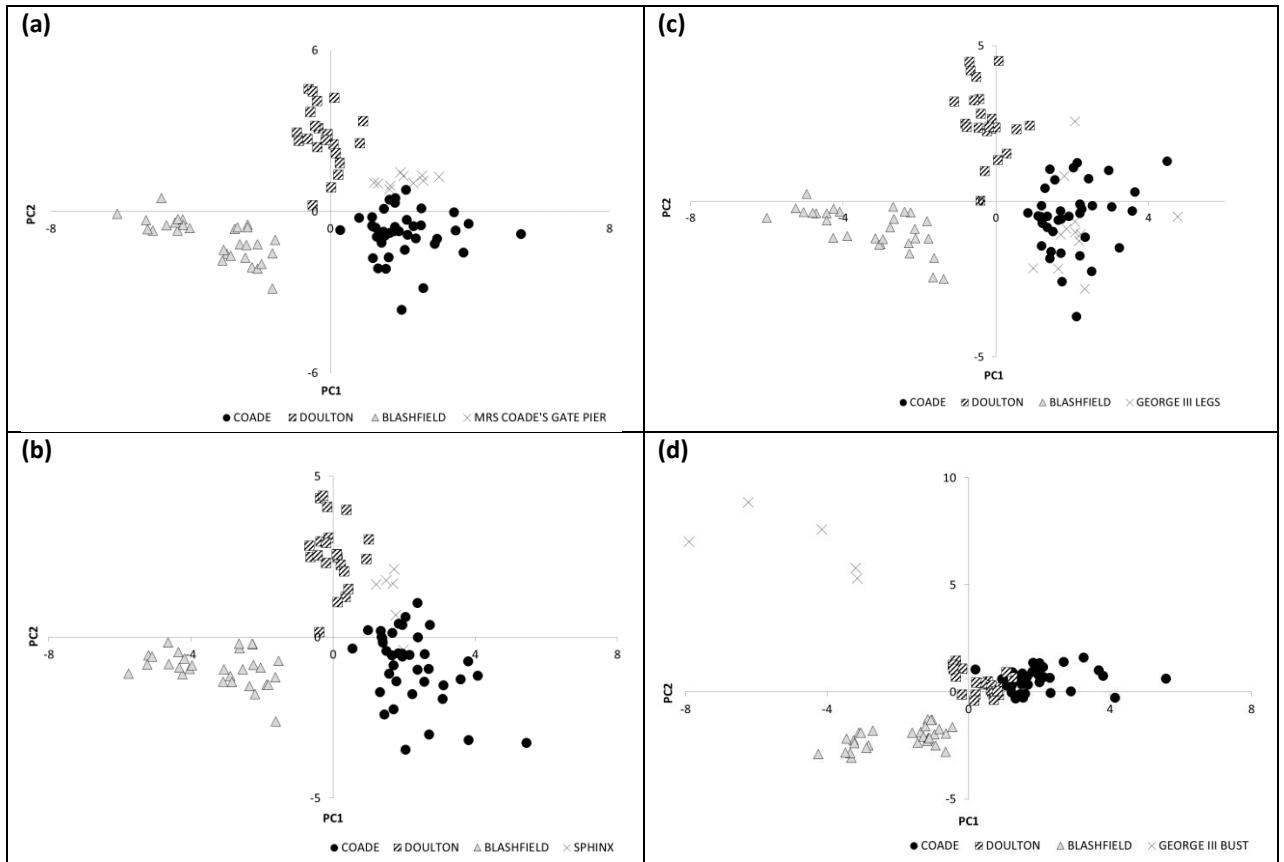 (a)
6
PC2
-8
0
8
-6
PC1
COADE DOULTON BLASHFIELD MRS COADE'S GATE PIER
(c)
5
PC2
-8
-4
0
4
-5
PC1
COADE DOULTON BLASHFIELD GEORGE III LEGS
(b)
5
PC2
-8
-4
0
4
8
-5
PC1
COADE DOULTON BLASHFIELD SPHINX
(d)
10
5
PC2
-8
-4
0
0
4
8
-5
PC1
COADE DOULTON BLASHFIELD GEORGE III BUST